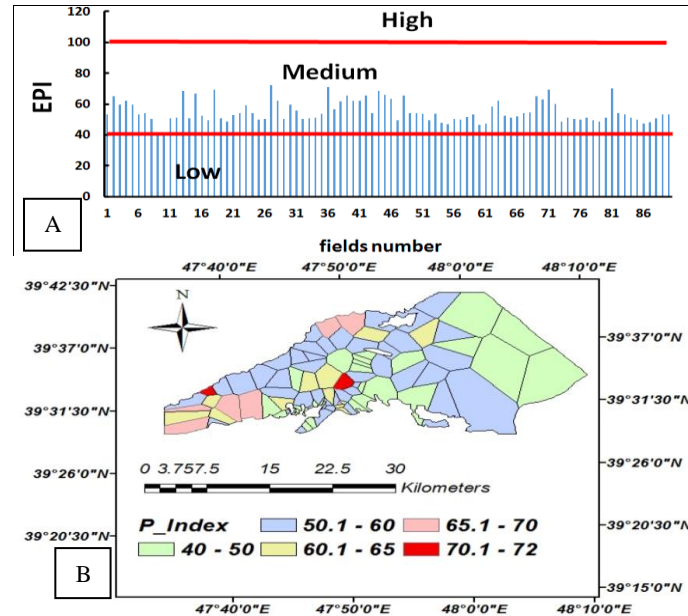 High
120
100
80
60
40
20
0
EPI
Medium
Low
1 6 11 16 21 26 31 36 41 46 51 56 61 66 71 76 81 86
fields number
A
47°40'0"E 47°50'0"E 48°0'0"E 48°10'0"E
39°42'30"N
39°37'0"N
39°31'30"N
39°26'0"N
39°20'30"N
N
39°37'0"N
39°31'30"N
39°26'0"N
39°20'30"N
39°15'0"N
0 3.757.5 15 22.5 30
Kilometers
P_Index 50.1 - 60 65.1 - 70
40 - 50 60.1 - 65 70.1 - 72
B
47°40'0"E 47°50'0"E 48°0'0"E 48°10'0"E